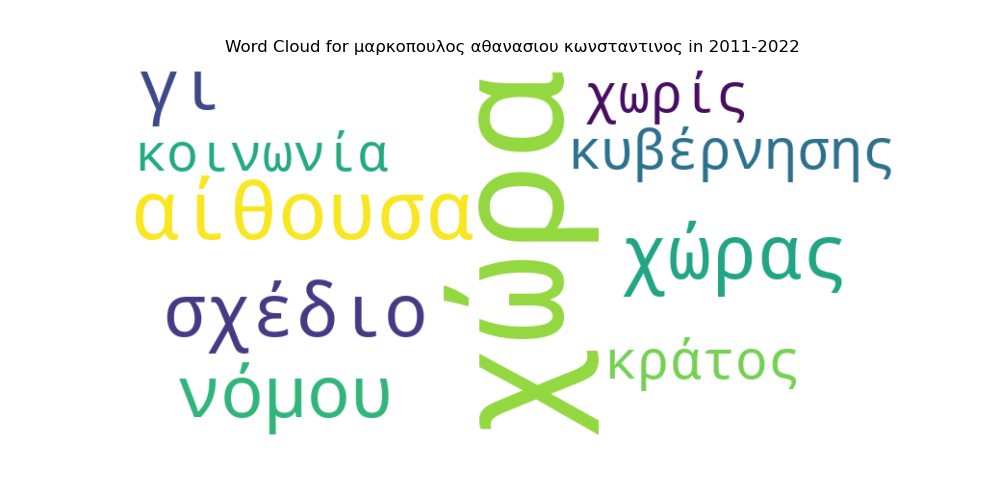 Word Cloud for μαρκοπουλος αθανασιου κωνσταντινος in 2011-2022
γι
χωρίς
κοινωνία
κυβέρνησης
αίθουσα
χώρα
χώρας
σχέδιο
κράτος
νόμου